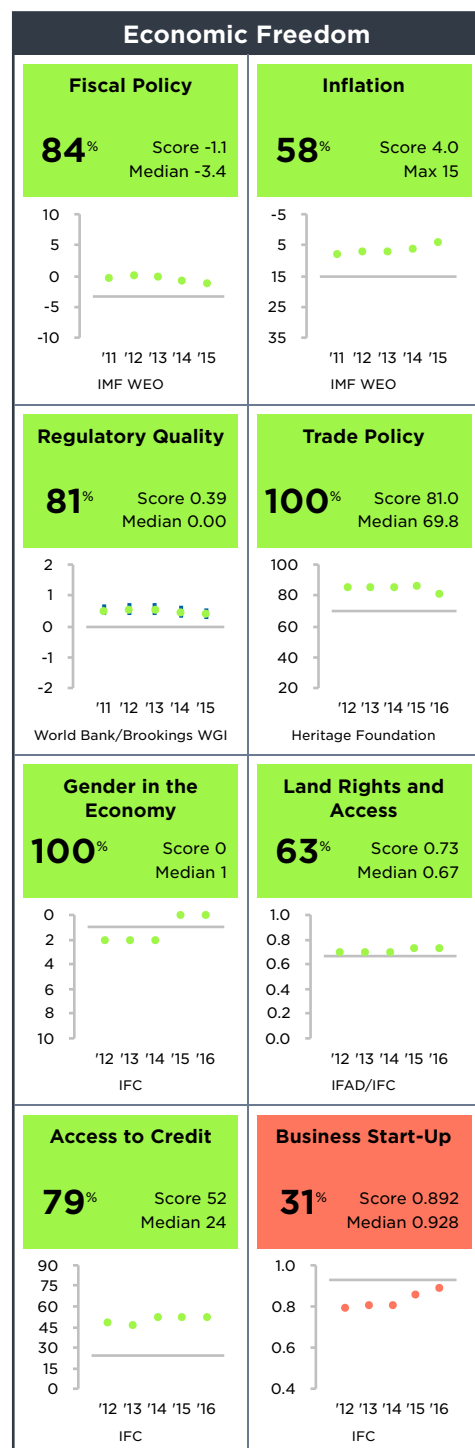 Economic Freedom
Fiscal Policy
84%
Score -1.1
Median -3.4
10
5
0
-5
-10
'11 '12 '13 '14 '15
IMF WEO
Inflation
58%
Score 4.0
Max 15
-5
5
15
25
35
'11 '12 '13 '14 '15
IMF WEO
Regulatory Quality
81%
Score 0.39
Median 0.00
2
1
0
-1
-2
'11 '12 '13 '14 '15
World Bank/Brookings WGI
Trade Policy
100%
Score 81.0
Median 69.8
100
80
60
40
20
'12 '13 '14 '15 '16
Heritage Foundation
Gender in the
Economy
100%
Score 0
Median 1
0
2
4
6
8
10
'12 '13 '14 '15 '16
IFC
Land Rights and
Access
63%
Score 0.73
Median 0.67
1.0
0.8
0.6
0.4
0.2
0.0
'12 '13 '14 '15 '16
IFAD/IFC
Access to Credit
79%
Score 52
Median 24
90
75
60
45
30
15
0
'12 '13 '14 '15 '16
IFC
Business Start-Up
31%
Score 0.892
Median 0.928
1.0
0.8
0.6
0.4
'12 '13 '14 '15 '16
IFC